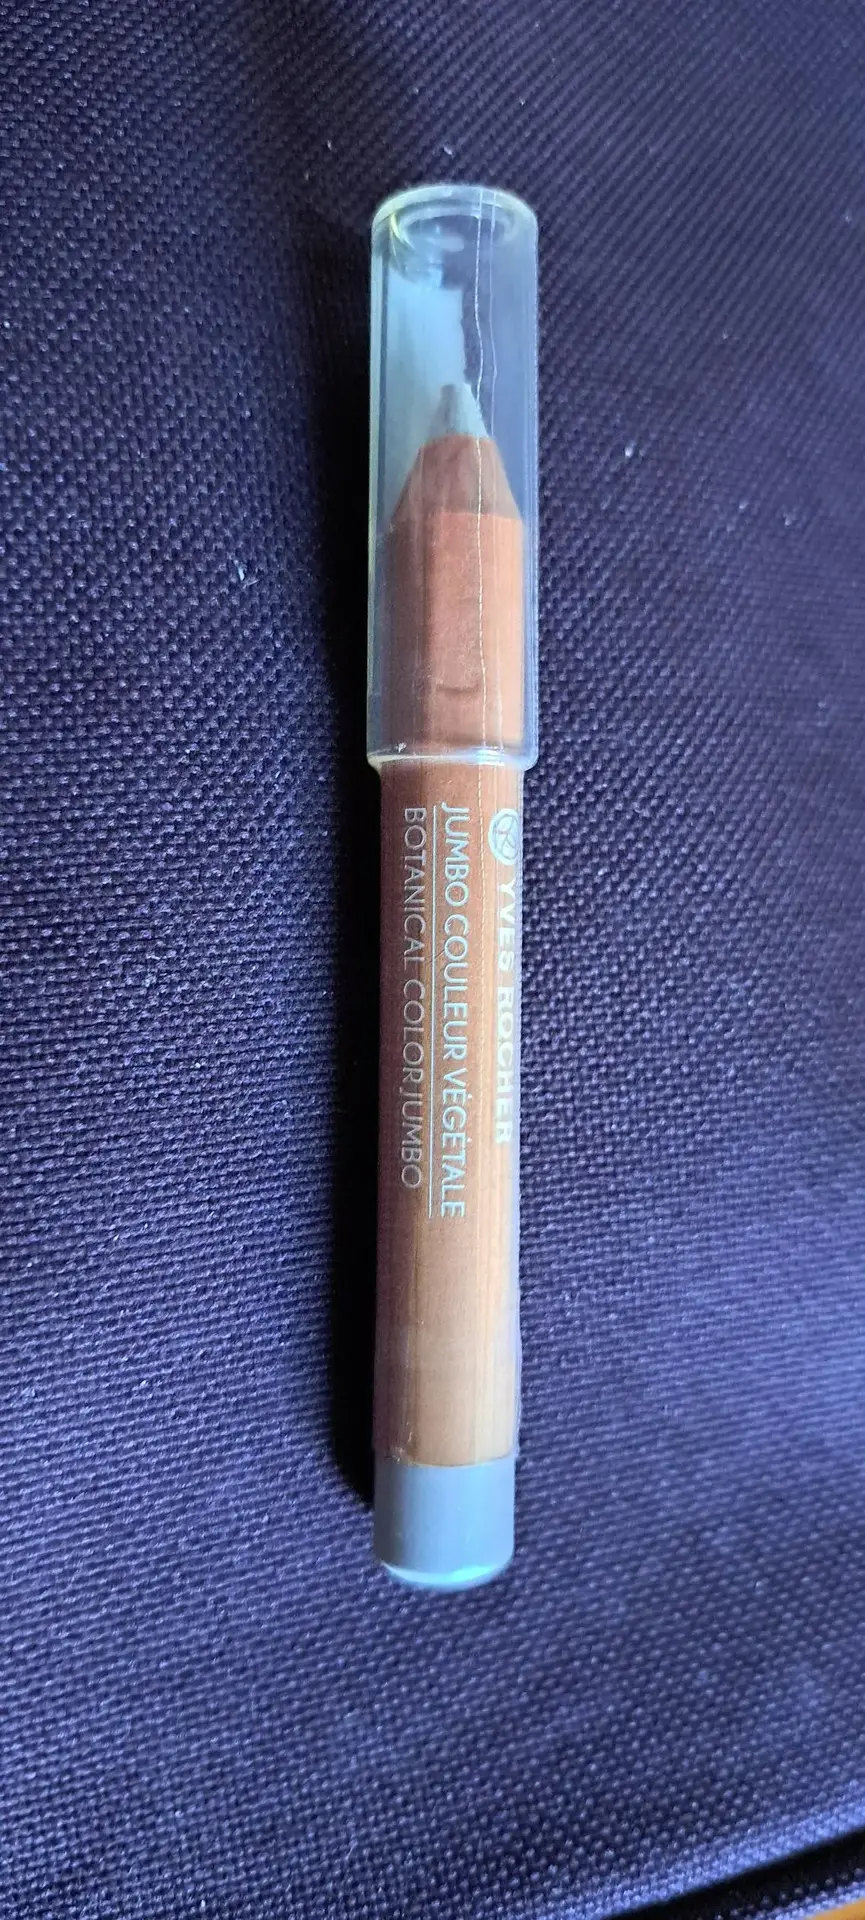 YVES ROCHER
JUMBO COULEUR VÉGÉTALE
BOTANICAL COLOR JUMBO